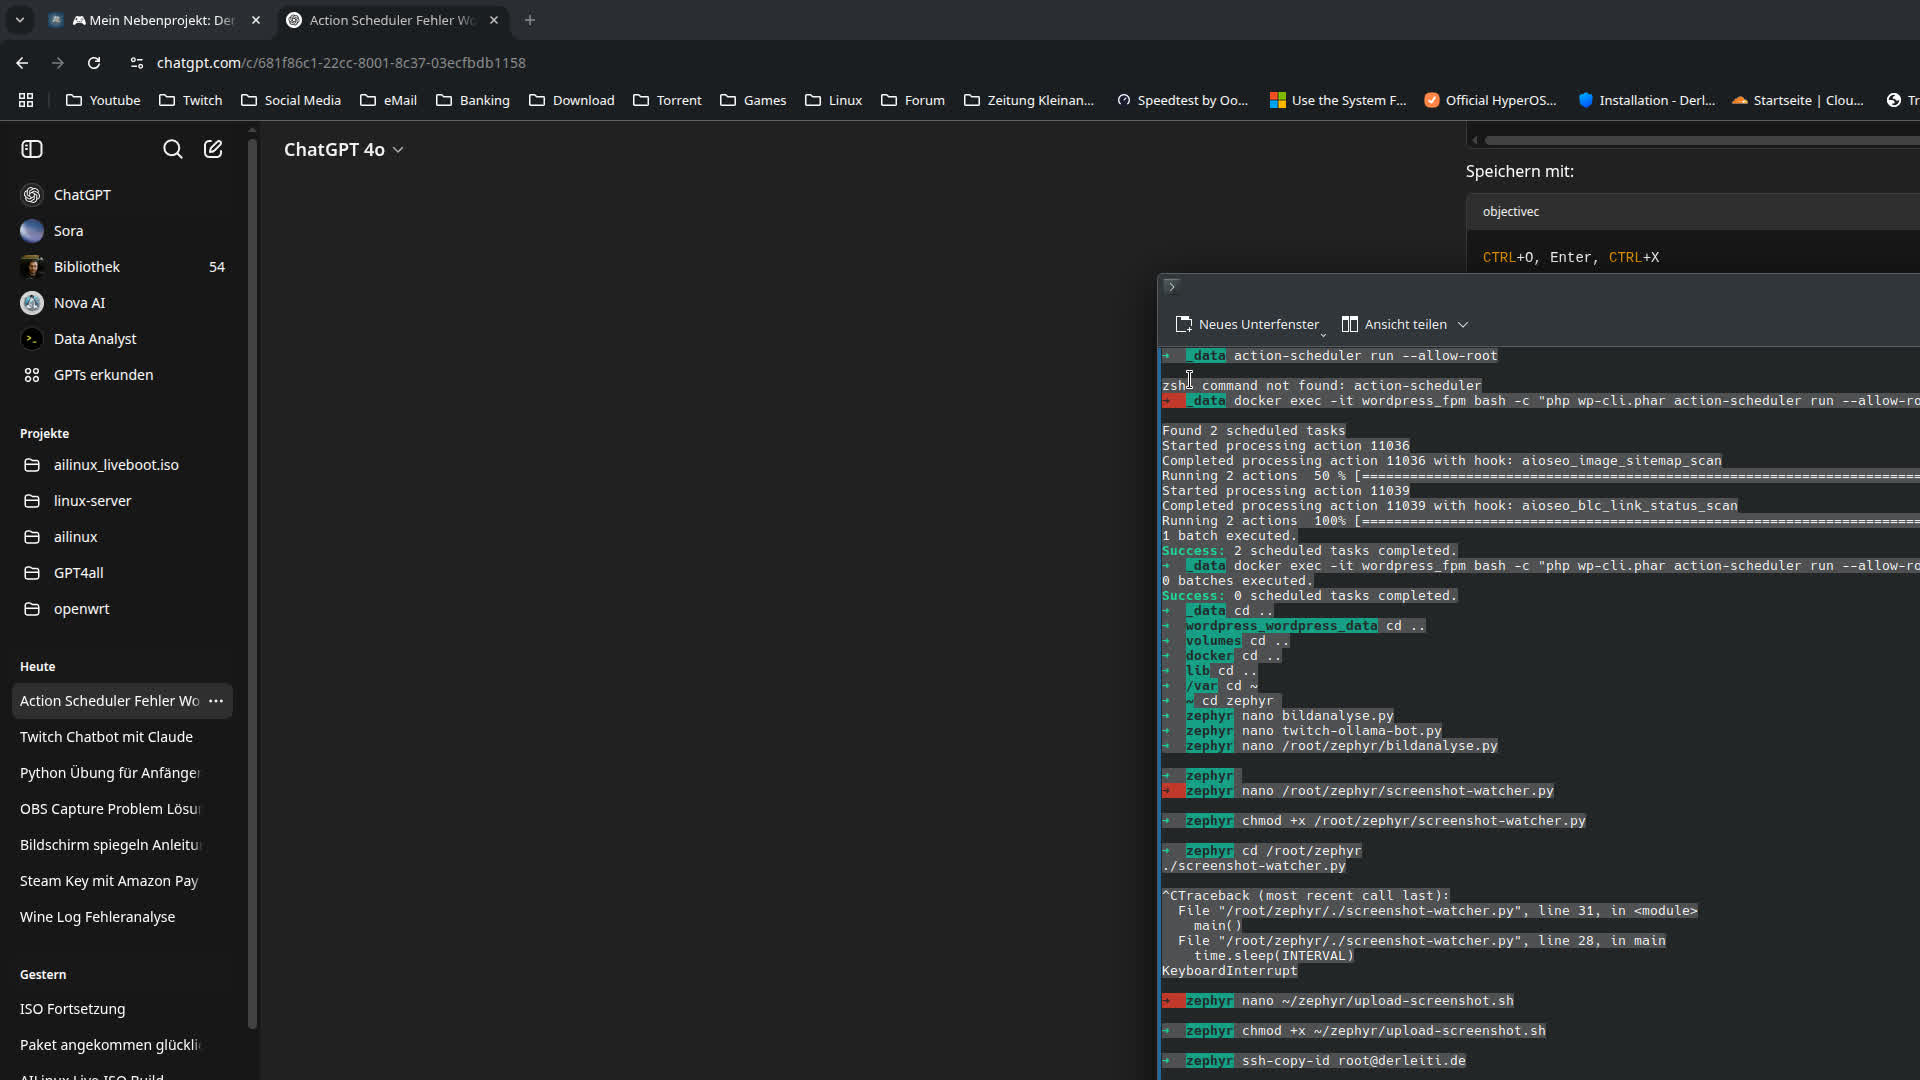 🎮 Mein Nebenprojekt: Der
Action Scheduler Fehler Wo
chatgpt.com/c/681f86c1-22cc-8001-8c37-03ecfbdb1158
Youtube
Twitch
Social Media
eMail
Banking
Download
Torrent
Games
Linux
Forum
Zeitung Kleinan...
Speedtest by Oo...
Use the System F...
Official HyperOS...
Installation - Derl...
Startseite | Clou...
Tr
ChatGPT
Sora
Bibliothek 54
Nova AI
Data Analyst
GPTs erkunden
Projekte
ailinux_liveboot.iso
linux-server
ailinux
GPT4all
openwrt
Heute
Action Scheduler Fehler Wo
Twitch Chatbot mit Claude
Python Übung für Anfänger
OBS Capture Problem Lösu
Bildschirm spiegeln Anleitu
Steam Key mit Amazon Pay
Wine Log Fehleranalyse
Gestern
ISO Fortsetzung
Paket angekommen glückli
AILinux Live ISO Build
ChatGPT 4o
Speichern mit:
objectivec
CTRL+O, Enter, CTRL+X
Neues Unterfenster
Ansicht teilen
→ _data action-scheduler run --allow-root
zsh: command not found: action-scheduler
→ _data docker exec -it wordpress_fpm bash -c "php wp-cli.phar action-scheduler run --allow-ro
Found 2 scheduled tasks
Started processing action 11036
Completed processing action 11036 with hook: aioseo_image_sitemap_scan
Running 2 actions  50 % [======================================================================
Started processing action 11039
Completed processing action 11039 with hook: aioseo_blc_link_status_scan
Running 2 actions  100% [======================================================================
1 batch executed.
Success: 2 scheduled tasks completed.
→ _data docker exec -it wordpress_fpm bash -c "php wp-cli.phar action-scheduler run --allow-ro
0 batches executed.
Success: 0 scheduled tasks completed.
→ _data cd ..
→ wordpress_wordpress_data cd ..
→ volumes cd ..
→ docker cd ..
→ lib cd ..
→ /var cd ~
→ ~ cd zephyr
→ zephyr nano bildanalyse.py
→ zephyr nano twitch-ollama-bot.py
→ zephyr nano /root/zephyr/bildanalyse.py
→ zephyr
→ zephyr nano /root/zephyr/screenshot-watcher.py
→ zephyr chmod +x /root/zephyr/screenshot-watcher.py
→ zephyr cd /root/zephyr
./screenshot-watcher.py
^CTraceback (most recent call last):
File "/root/zephyr/./screenshot-watcher.py", line 31, in <module>
main()
File "/root/zephyr/./screenshot-watcher.py", line 28, in main
time.sleep(INTERVAL)
KeyboardInterrupt
→ zephyr nano ~/zephyr/upload-screenshot.sh
→ zephyr chmod +x ~/zephyr/upload-screenshot.sh
→ zephyr ssh-copy-id root@derleiti.de